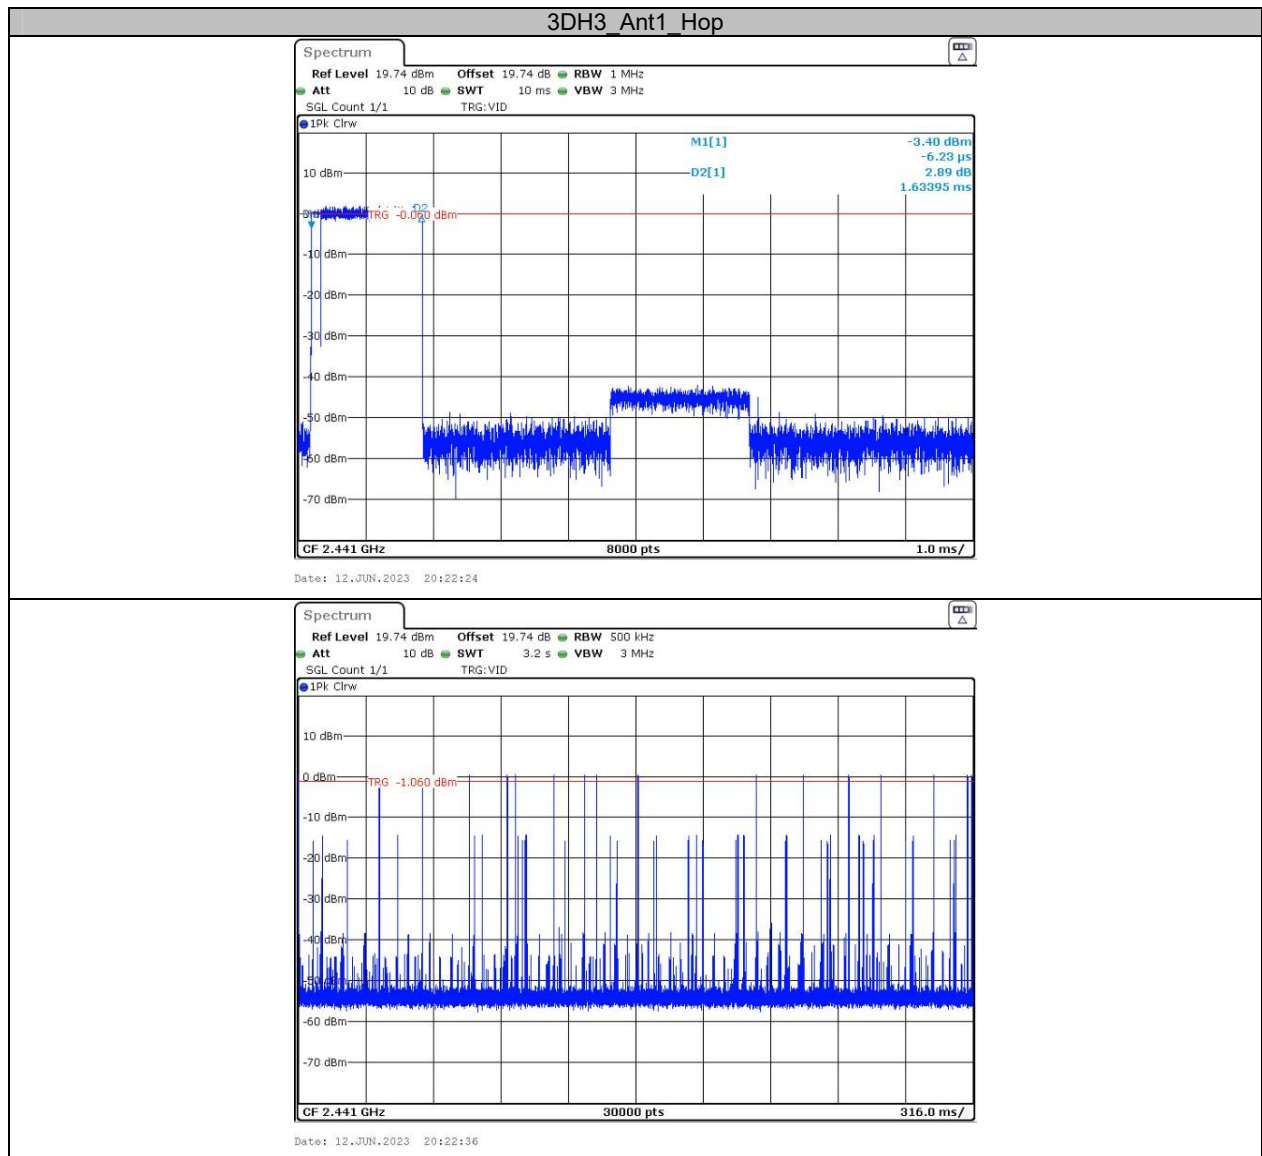 3DH3_Ant1_Hop
Spectrum
Ref Level 19.74 dBm Offset 19.74 dB RBW 1 MHz
Att 10 dB SWT 10 ms VBW 3 MHz
SGL Count 1/1 TRG:VID
1Pk Clrw
M1[1] -3.40 dBm
-6.23 µs
D2[1] 2.89 dB
1.63395 ms
10 dBm
D2
TRG -0.060 dBm
-10 dBm
-20 dBm
-30 dBm
-40 dBm
-50 dBm
-60 dBm
-70 dBm
CF 2.441 GHz 8000 pts 1.0 ms/
Date: 12.JUN.2023 20:22:24
Spectrum
Ref Level 19.74 dBm Offset 19.74 dB RBW 500 kHz
Att 10 dB SWT 3.2 s VBW 3 MHz
SGL Count 1/1 TRG:VID
1Pk Clrw
10 dBm
0 dBm
TRG -1.060 dBm
-10 dBm
-20 dBm
-30 dBm
-40 dBm
-50 dBm
-60 dBm
-70 dBm
CF 2.441 GHz 30000 pts 316.0 ms/
Date: 12.JUN.2023 20:22:36